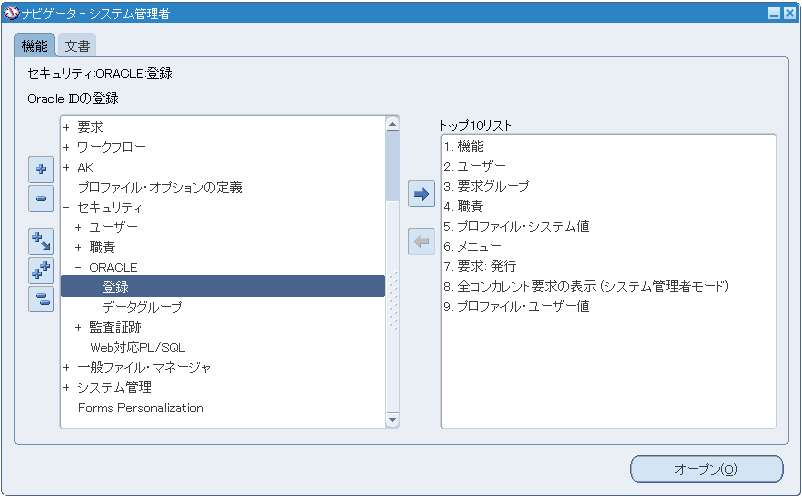 ナビゲータ - システム管理者
機能
文書
セキュリティ:ORACLE:登録
Oracle IDの登録
+ 要求
+ ワークフロー
+ AK
プロファイル・オプションの定義
- セキュリティ
+ ユーザー
+ 職責
- ORACLE
登録
データグループ
+ 監査証跡
Web対応PL/SQL
+ 一般ファイル・マネージャ
+ システム管理
Forms Personalization
トップ10リスト
1. 機能
2. ユーザー
3. 要求グループ
4. 職責
5. プロファイル・システム値
6. メニュー
7. 要求: 発行
8. 全コンカレント要求の表示 (システム管理者モード)
9. プロファイル・ユーザー値
オープン(O)